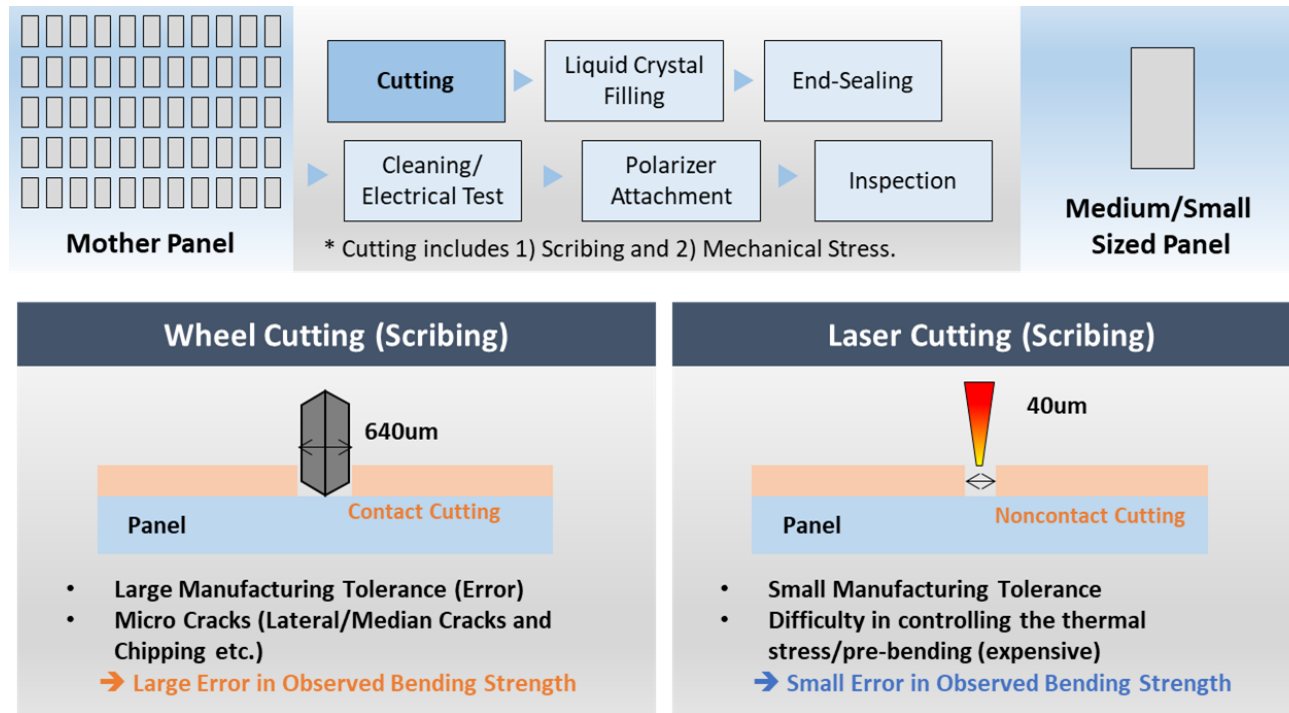 Cutting
Liquid Crystal
Filling
End-Sealing
Cleaning/
Electrical Test
Polarizer
Attachment
Inspection
Mother Panel
* Cutting includes 1) Scribing and 2) Mechanical Stress.
Medium/Small
Sized Panel
Wheel Cutting (Scribing)
640um
Contact Cutting
Panel
• Large Manufacturing Tolerance (Error)
• Micro Cracks (Lateral/Median Cracks and
Chipping etc.)
➔ Large Error in Observed Bending Strength
Laser Cutting (Scribing)
40um
Noncontact Cutting
Panel
• Small Manufacturing Tolerance
• Difficulty in controlling the thermal
stress/pre-bending (expensive)
➔ Small Error in Observed Bending Strength